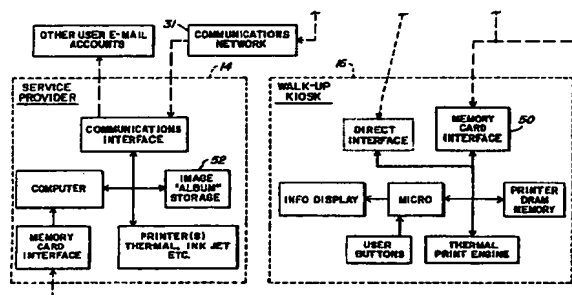 OTHER USER E-MAIL
ACCOUNTS
31
COMMUNICATIONS
NETWORK
14
SERVICE
PROVIDER
COMMUNICATIONS
INTERFACE
52
COMPUTER
IMAGE
"ALBUM"
STORAGE
MEMORY
CARD
INTERFACE
PRINTER(S)
THERMAL, INK JET
ETC.
16
WALK-UP
KIOSK
DIRECT
INTERFACE
MEMORY
CARD
INTERFACE
50
INFO DISPLAY
MICRO
PRINTER
DRAM
MEMORY
USER
BUTTONS
THERMAL
PRINT ENGINE